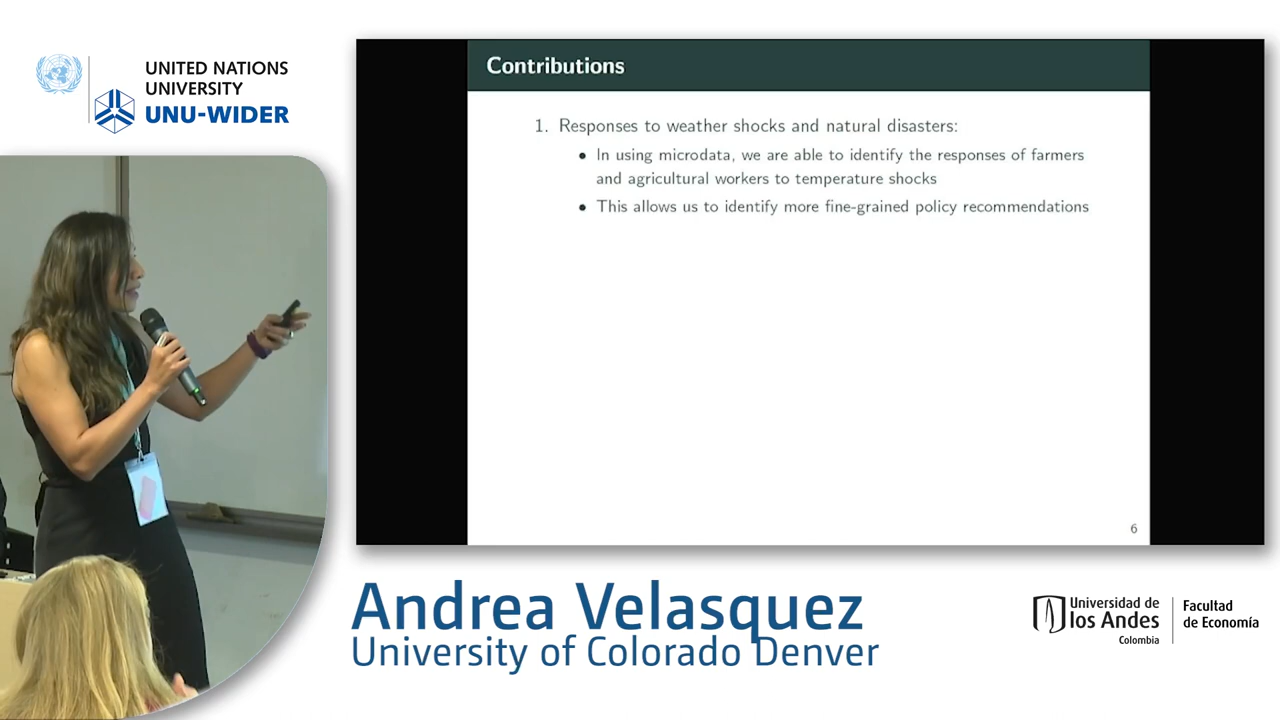 UNITED NATIONS
UNIVERSITY
UNU-WIDER
Contributions
1. Responses to weather shocks and natural disasters:
• In using microdata, we are able to identify the responses of farmers
and agricultural workers to temperature shocks
• This allows us to identify more fine-grained policy recommendations
6
Andrea Velasquez
University of Colorado Denver
Universidad de
los Andes
Colombia
Facultad
de Economía